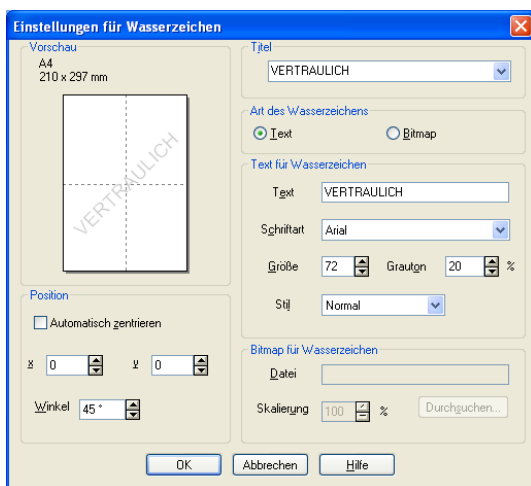 Einstellungen für Wasserzeichen
Vorschau
A4
210 x 297 mm
VERTRAULICH
Position
Automatisch zentrieren
x 0 y 0
Winkel 45 °
Titel
VERTRAULICH
Art des Wasserzeichens
Text Bitmap
Text für Wasserzeichen
Text VERTRAULICH
Schriftart Arial
Größe 72 Grauton 20 %
Stil Normal
Bitmap für Wasserzeichen
Datei
Skalierung 100 % Durchsuchen...
OK Abbrechen Hilfe